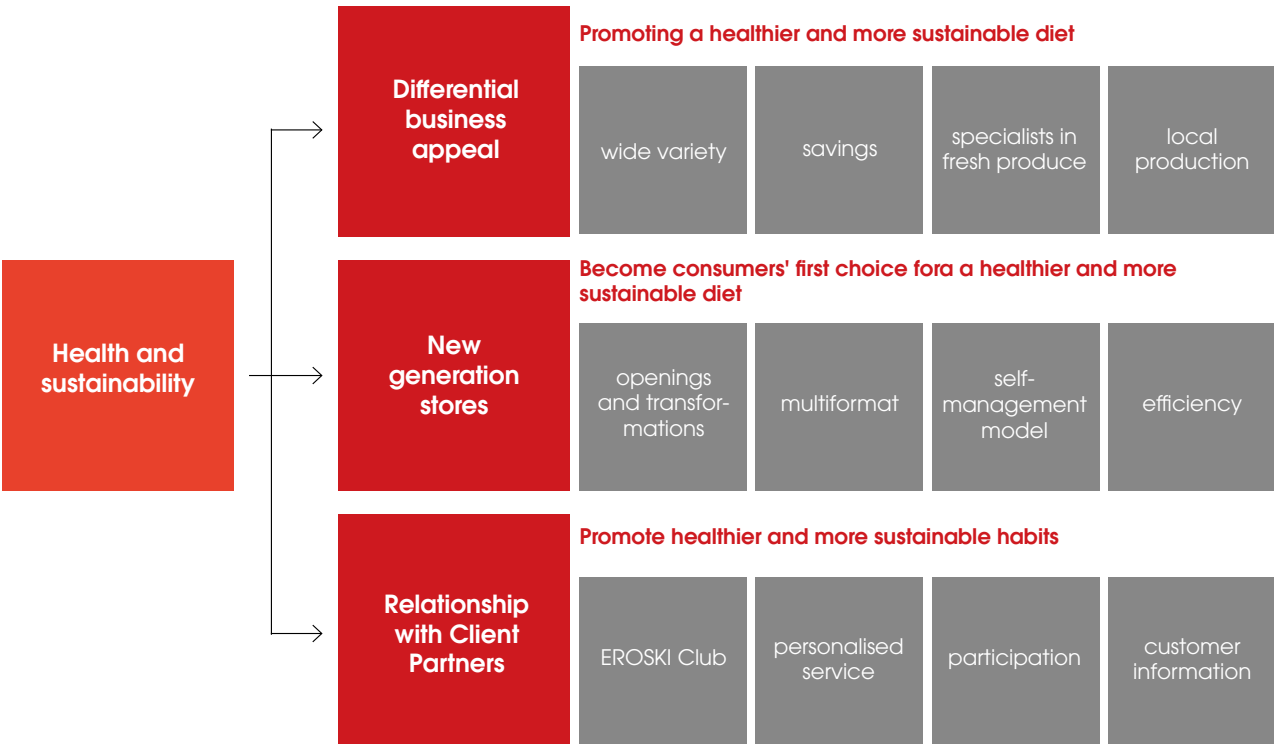 Health and
sustainability
Differential
business
appeal
Promoting a healthier and more sustainable diet
wide variety
savings
specialists in
fresh produce
local
production
New
generation
stores
Become consumers' first choice fora a healthier and more
sustainable diet
openings
and transfor-
mations
multiformat
self-
management
model
efficiency
Relationship
with Client
Partners
Promote healthier and more sustainable habits
EROSKI Club
personalised
service
participation
customer
information